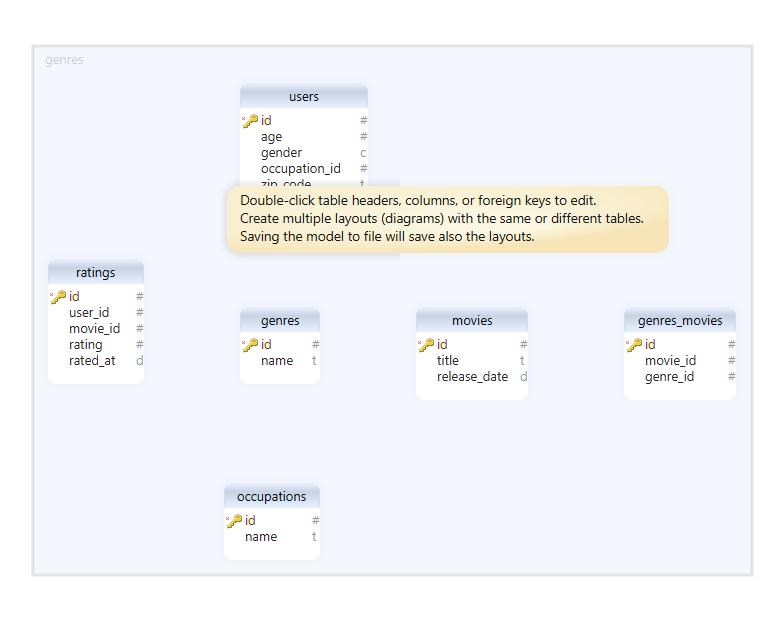 genres
users
id #
age #
gender c
occupation_id #
zip_code t
Double-click table headers, columns, or foreign keys to edit.
Create multiple layouts (diagrams) with the same or different tables.
Saving the model to file will save also the layouts.
ratings
id #
user_id #
movie_id #
rating #
rated_at d
genres
id #
name t
movies
id #
title t
release_date d
genres_movies
id #
movie_id #
genre_id #
occupations
id #
name t